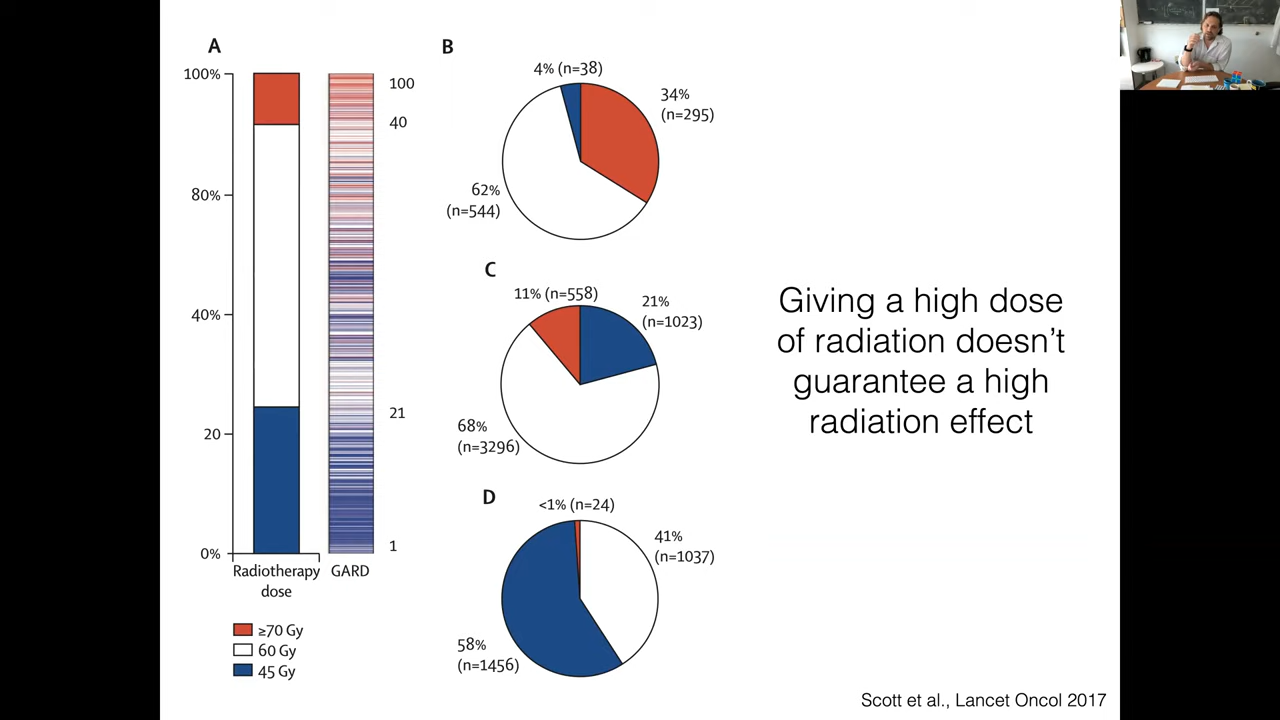 A
100%
80%
40%
20
0%
Radiotherapy
dose
GARD
100
40
21
1
≥70 Gy
60 Gy
45 Gy
B
4% (n=38)
34%
(n=295)
62%
(n=544)
C
11% (n=558)
21%
(n=1023)
68%
(n=3296)
D
<1% (n=24)
41%
(n=1037)
58%
(n=1456)
Giving a high dose
of radiation doesn't
guarantee a high
radiation effect
Scott et al., Lancet Oncol 2017